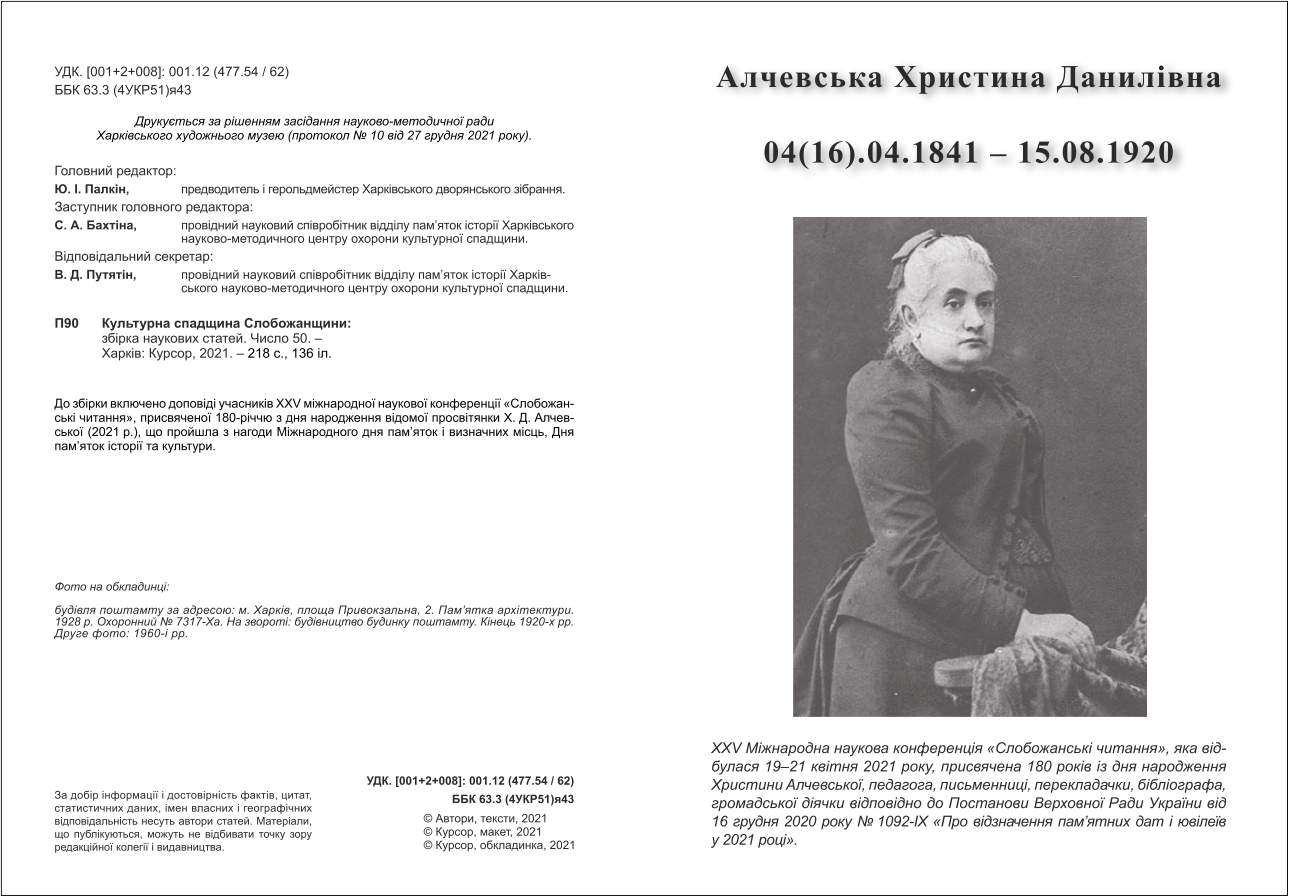 УДК. [001+2+008]: 001.12 (477.54 / 62)
ББК 63.3 (4УКР51)я43
Друкується за рішенням засідання науково-методичної ради
Харківського художнього музею (протокол № 10 від 27 грудня 2021 року).
Головний редактор:
Ю. І. Палкін, предводитель і герольдмейстер Харківського дворянського зібрання.
Заступник головного редактора:
С. А. Бахтіна, провідний науковий співробітник відділу пам’яток історії Харківського
науково-методичного центру охорони культурної спадщини.
Відповідальний секретар:
В. Д. Путятін, провідний науковий співробітник відділу пам’яток історії Харків-
ського науково-методичного центру охорони культурної спадщини.
П90 Культурна спадщина Слобожанщини:
збірка наукових статей. Число 50. –
Харків: Курсор, 2021. – 218 с., 136 іл.
До збірки включено доповіді учасників XXV міжнародної наукової конференції «Слобожан-
ські читання», присвяченої 180-річчю з дня народження відомої просвітянки Х. Д. Алчев-
ської (2021 р.), що пройшла з нагоди Міжнародного дня пам’яток і визначних місць, Дня
пам’яток історії та культури.
Фото на обкладинці:
будівля поштамту за адресою: м. Харків, площа Привокзальна, 2. Пам’ятка архітектури.
1928 р. Охоронний № 7317-Ха. На звороті: будівництво будинку поштамту. Кінець 1920-х рр.
Друге фото: 1960-і рр.
За добір інформації і достовірність фактів, цитат,
статистичних даних, імен власних і географічних
відповідальність несуть автори статей. Матеріали,
що публікуються, можуть не відбивати точку зору
редакційної колегії і видавництва.
УДК. [001+2+008]: 001.12 (477.54 / 62)
ББК 63.3 (4УКР51)я43
© Автори, тексти, 2021
© Курсор, макет, 2021
© Курсор, обкладинка, 2021
Алчевська Христина Данилівна
04(16).04.1841 – 15.08.1920
XXV Міжнародна наукова конференція «Слобожанські читання», яка від-
булася 19–21 квітня 2021 року, присвячена 180 років із дня народження
Христини Алчевської, педагога, письменниці, перекладачки, бібліографа,
громадської діячки відповідно до Постанови Верховної Ради України від
16 грудня 2020 року № 1092-IX «Про відзначення пам’ятних дат і ювілеїв
у 2021 році».